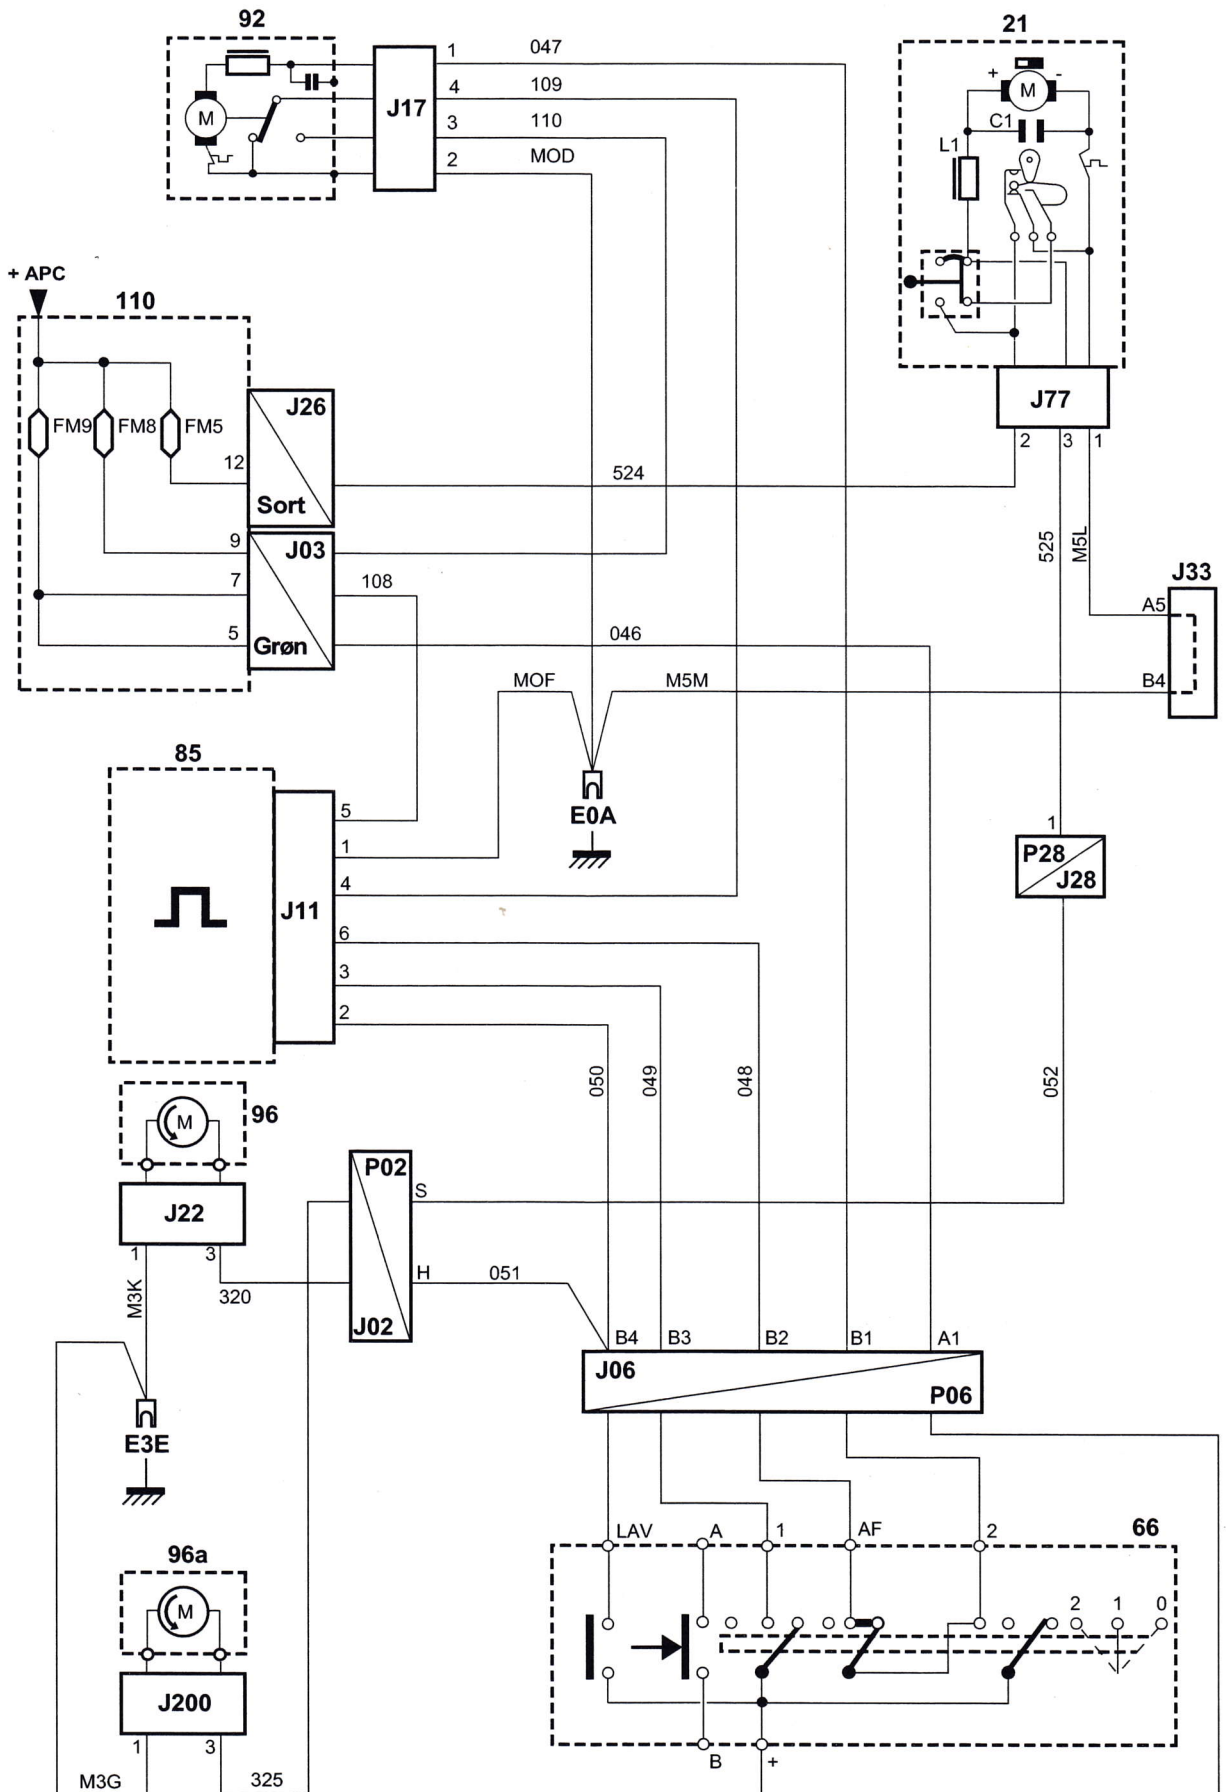 92
21
1 047
4 109
J17
3 110
2 MOD
M
+ M -
C1
L1
+ APC
110
FM9 FM8 FM5
J26
12
Sort
524
J77
2 3 1
9
J03
7
108
5
Grøn
046
525
M5L
J33
A5
B4
MOF
M5M
E0A
85
5
1
4
J11
6
3
2
1
P28
J28
050
049
048
052
M
96
J22
1 3
M3K
320
P02
S
H
051
J02
B4 B3 B2 B1 A1
J06
P06
E3E
LAV A 1 AF 2
66
96a
M
2 1 0
J200
1 3
B +
M3G 325